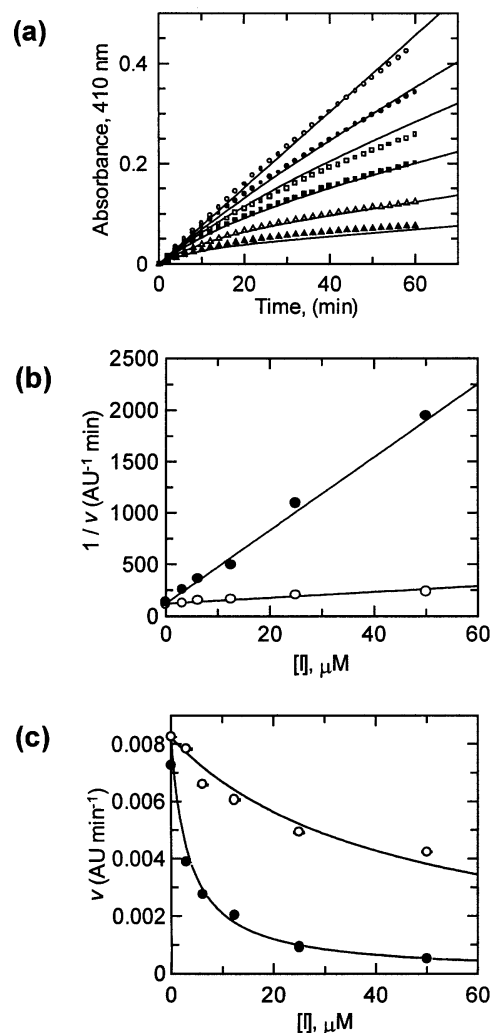 (a)
Absorbance, 410 nm
0.4
0.2
0
0 20 40 60
Time, (min)
(b)
1 / v (AU⁻¹ min)
2500
2000
1500
1000
500
0
0 20 40 60
[I], μM
(c)
v (AU min⁻¹)
0.008
0.006
0.004
0.002
0
0 20 40 60
[I], μM